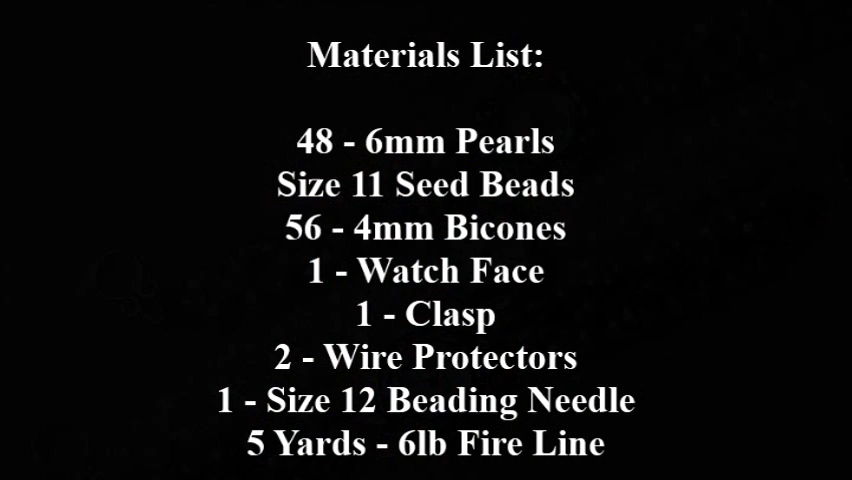 Materials List:
48 - 6mm Pearls
Size 11 Seed Beads
56 - 4mm Bicones
1 - Watch Face
1 - Clasp
2 - Wire Protectors
1 - Size 12 Beading Needle
5 Yards - 6lb Fire Line